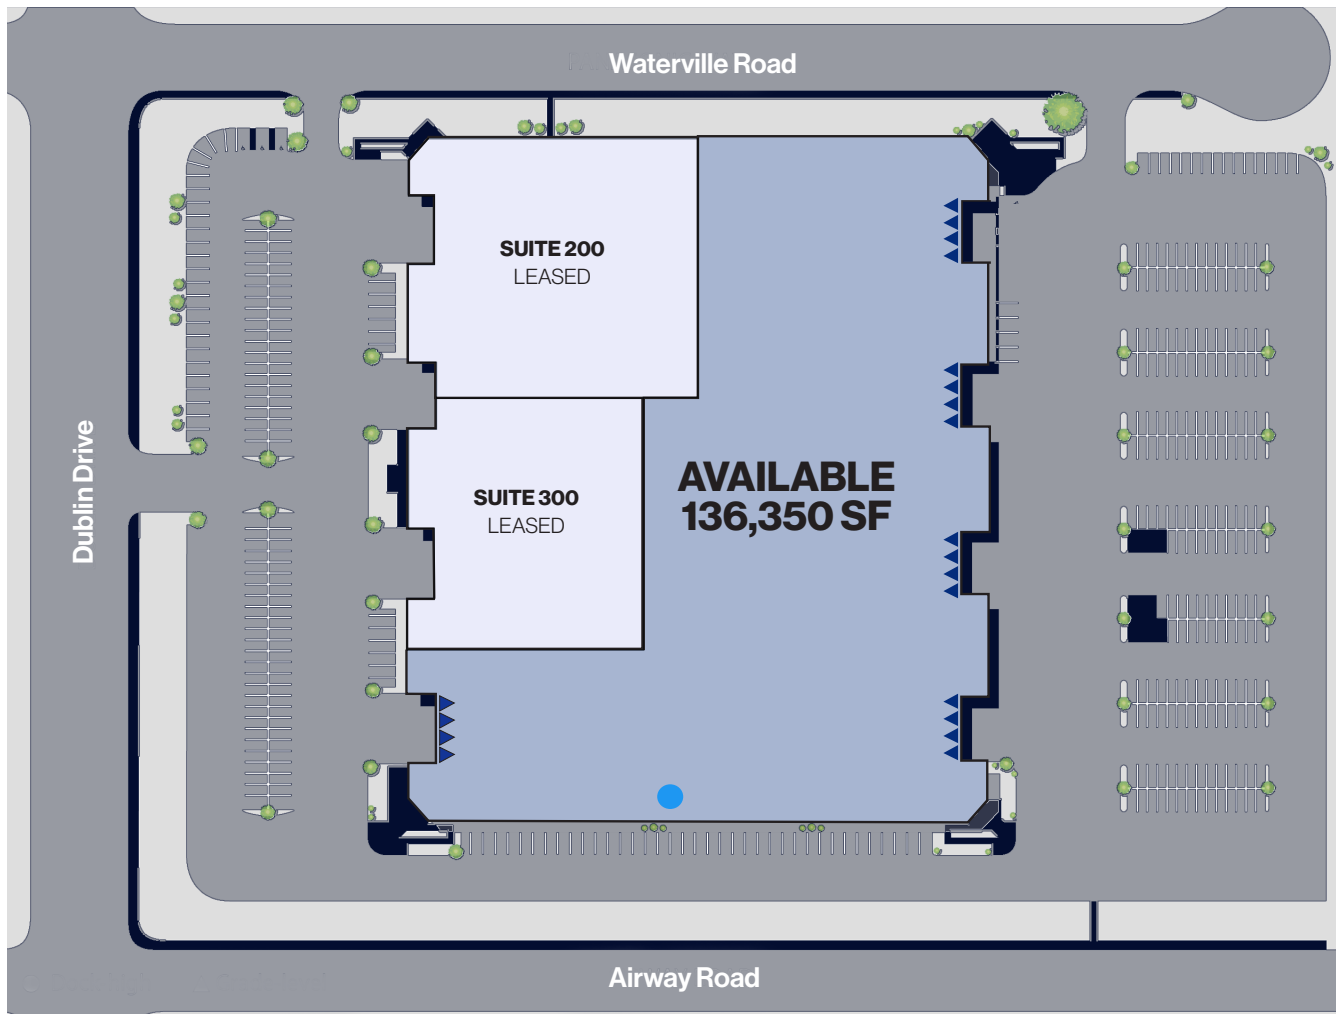 Waterville Road
SUITE 200
LEASED
Dublin Drive
AVAILABLE
136,350 SF
SUITE 300
LEASED
Airway Road